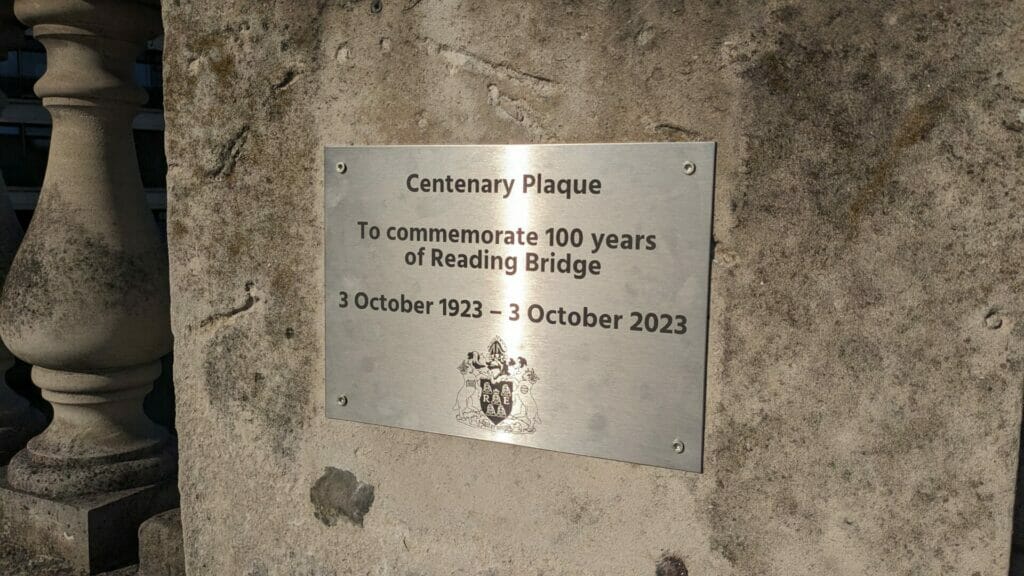 Centenary Plaque
To commemorate 100 years
of Reading Bridge
3 October 1923 – 3 October 2023
R E